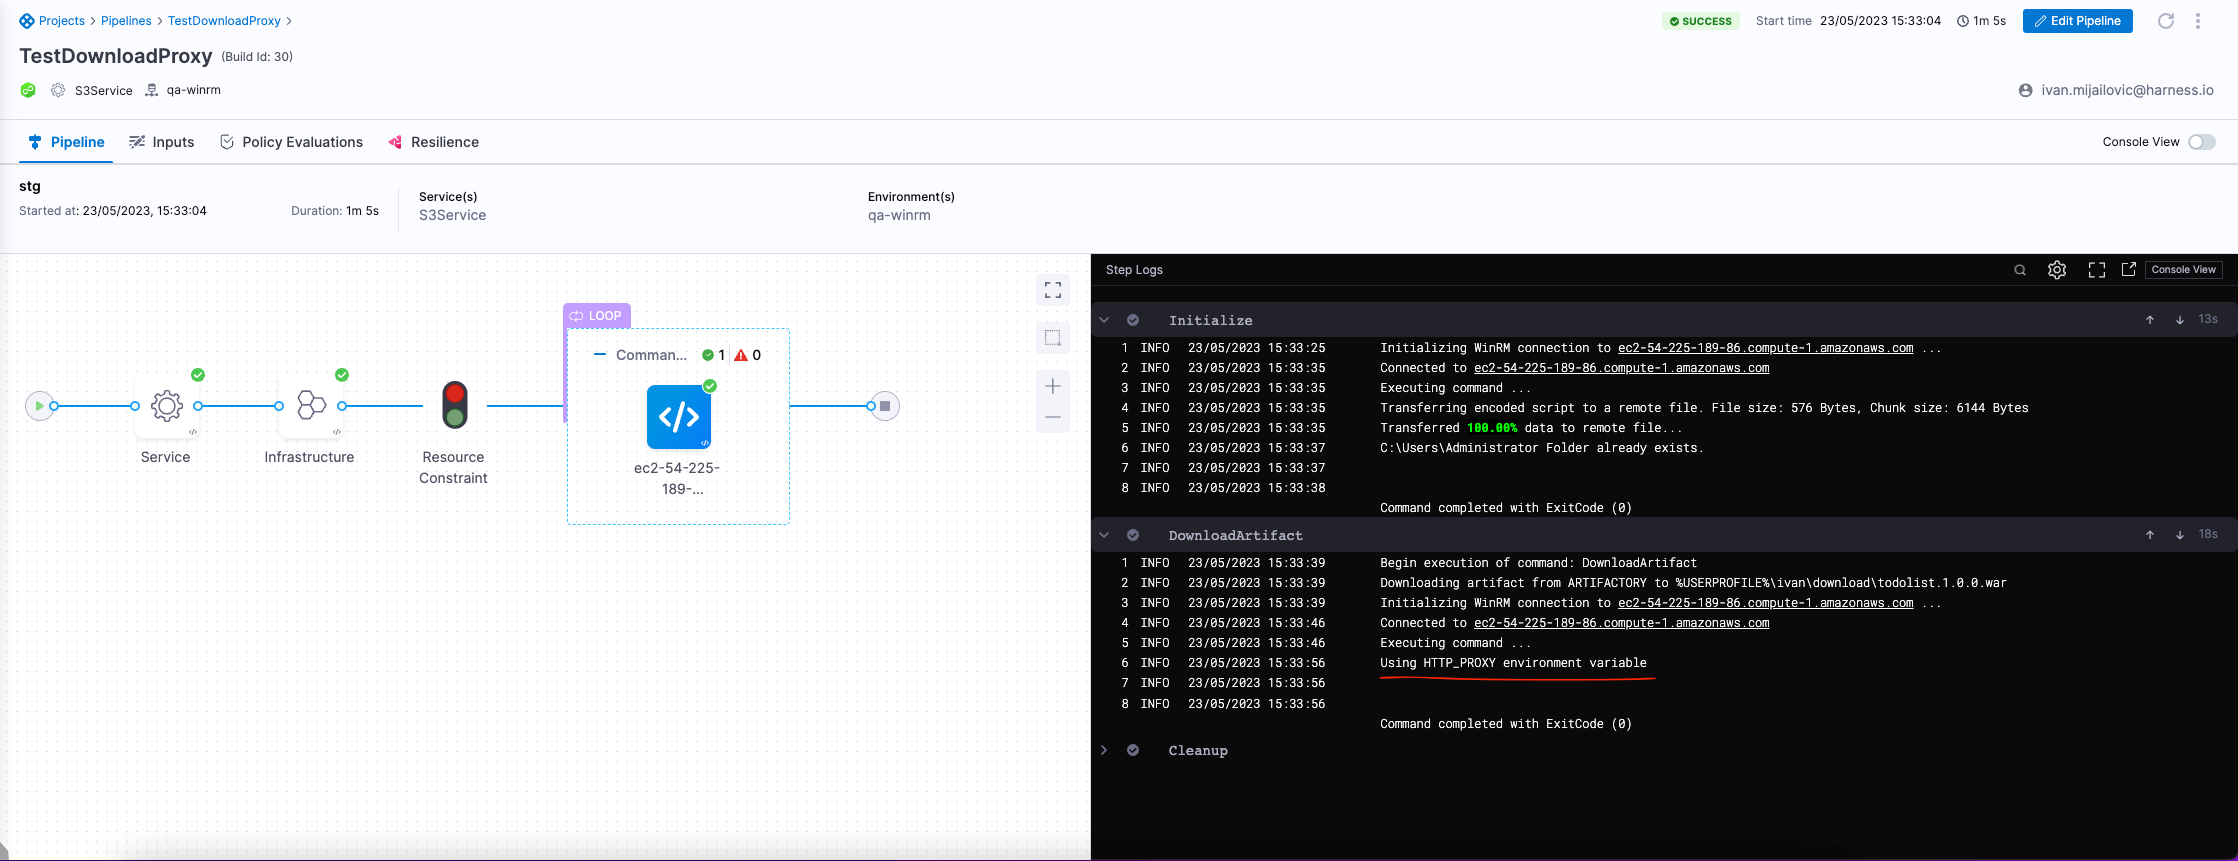 Projects > Pipelines > TestDownloadProxy >
SUCCESS Start time 23/05/2023 15:33:04 1m 5s Edit Pipeline
TestDownloadProxy (Build Id: 30)
S3Service qa-winrm
ivan.mijailovic@harness.io
Pipeline Inputs Policy Evaluations Resilience
Console View
stg
Started at: 23/05/2023, 15:33:04 Duration: 1m 5s
Service(s)
S3Service
Environment(s)
qa-winrm
LOOP
Comman... 1 0
Service
Infrastructure
Resource
Constraint
ec2-54-225-
189-...
Step Logs Console View
Initialize 13s
1 INFO 23/05/2023 15:33:25 Initializing WinRM connection to ec2-54-225-189-86.compute-1.amazonaws.com ...
2 INFO 23/05/2023 15:33:35 Connected to ec2-54-225-189-86.compute-1.amazonaws.com
3 INFO 23/05/2023 15:33:35 Executing command ...
4 INFO 23/05/2023 15:33:35 Transferring encoded script to a remote file. File size: 576 Bytes, Chunk size: 6144 Bytes
5 INFO 23/05/2023 15:33:35 Transferred 100.00% data to remote file...
6 INFO 23/05/2023 15:33:37 C:\Users\Administrator Folder already exists.
7 INFO 23/05/2023 15:33:37
8 INFO 23/05/2023 15:33:38
Command completed with ExitCode (0)
DownloadArtifact 18s
1 INFO 23/05/2023 15:33:39 Begin execution of command: DownloadArtifact
2 INFO 23/05/2023 15:33:39 Downloading artifact from ARTIFACTORY to %USERPROFILE%\ivan\download\todolist.1.0.0.war
3 INFO 23/05/2023 15:33:39 Initializing WinRM connection to ec2-54-225-189-86.compute-1.amazonaws.com ...
4 INFO 23/05/2023 15:33:46 Connected to ec2-54-225-189-86.compute-1.amazonaws.com
5 INFO 23/05/2023 15:33:46 Executing command ...
6 INFO 23/05/2023 15:33:56 Using HTTP_PROXY environment variable
7 INFO 23/05/2023 15:33:56
8 INFO 23/05/2023 15:33:56
Command completed with ExitCode (0)
Cleanup